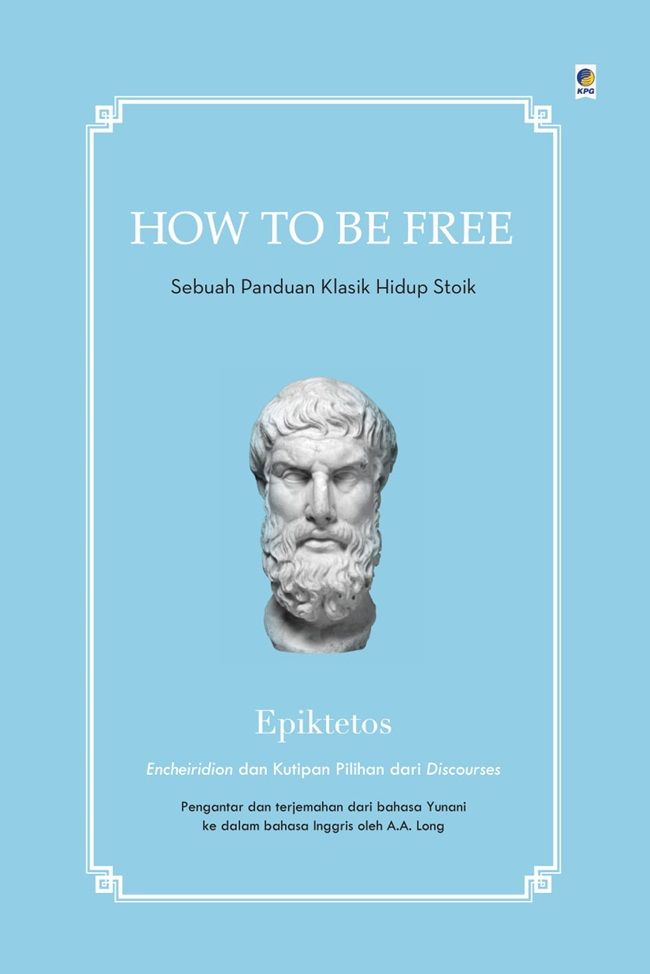 KPG
HOW TO BE FREE
Sebuah Panduan Klasik Hidup Stoik
Epiktetos
Encheiridion dan Kutipan Pilihan dari Discourses
Pengantar dan terjemahan dari bahasa Yunani
ke dalam bahasa Inggris oleh A.A. Long